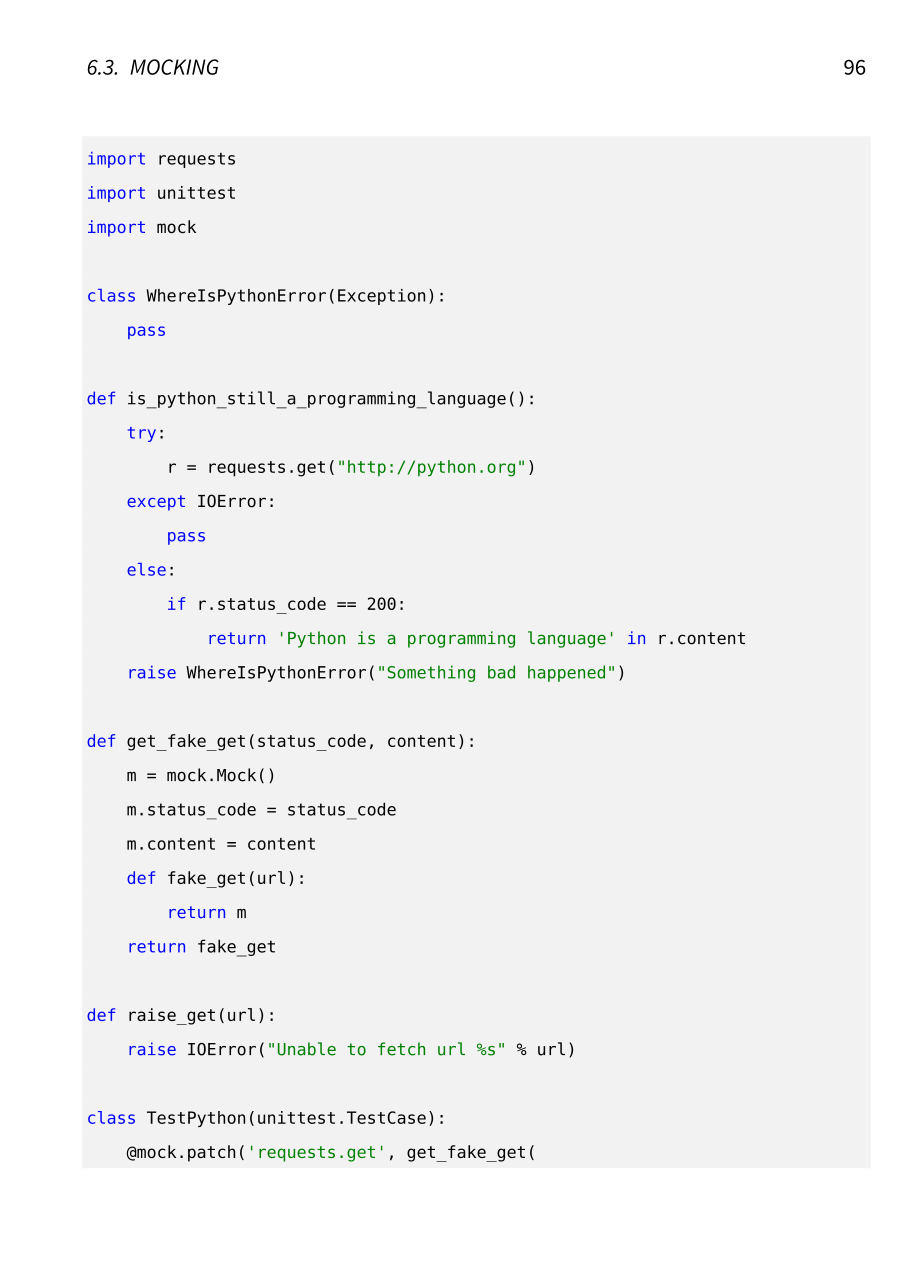 6.3. MOCKING 96
import requests
import unittest
import mock
class WhereIsPythonError(Exception):
    pass
def is_python_still_a_programming_language():
    try:
        r = requests.get("http://python.org")
    except IOError:
        pass
    else:
        if r.status_code == 200:
            return 'Python is a programming language' in r.content
    raise WhereIsPythonError("Something bad happened")
def get_fake_get(status_code, content):
    m = mock.Mock()
    m.status_code = status_code
    m.content = content
    def fake_get(url):
        return m
    return fake_get
def raise_get(url):
    raise IOError("Unable to fetch url %s" % url)
class TestPython(unittest.TestCase):
    @mock.patch('requests.get', get_fake_get(